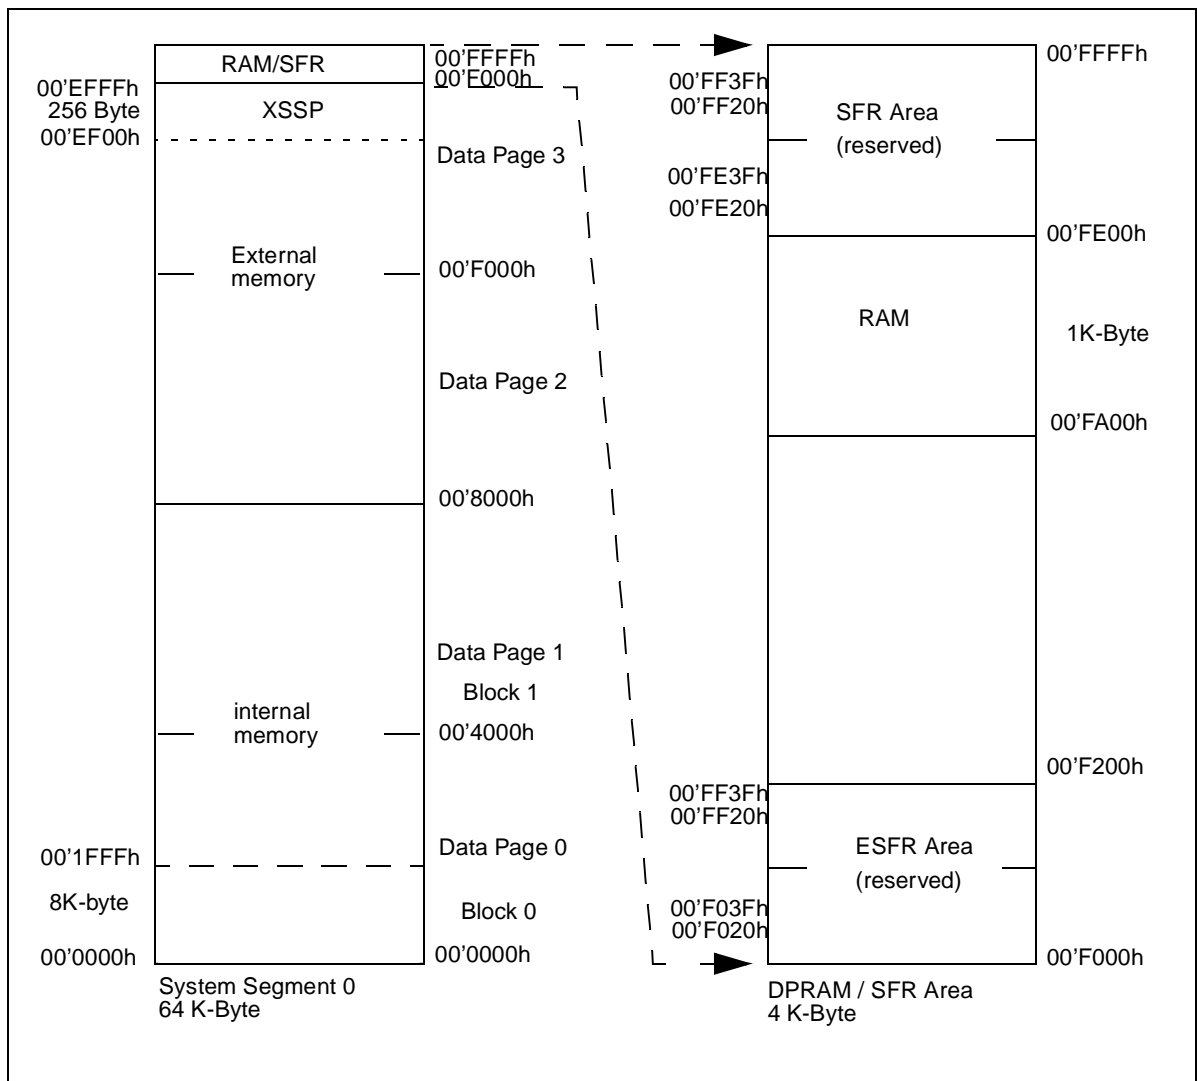 RAM/SFR
00'FFFFh
00'F000h
00'EFFFh
256 Byte
XSSP
00'EF00h
Data Page 3
External
memory
00'F000h
Data Page 2
00'8000h
Data Page 1
Block 1
internal
memory
00'4000h
Data Page 0
00'1FFFh
8K-byte
Block 0
00'0000h
00'0000h
System Segment 0
64 K-Byte
00'FFFFh
00'FF3Fh
00'FF20h
SFR Area
(reserved)
00'FE3Fh
00'FE20h
00'FE00h
RAM
1K-Byte
00'FA00h
00'F200h
00'FF3Fh
00'FF20h
ESFR Area
(reserved)
00'F03Fh
00'F020h
00'F000h
DPRAM / SFR Area
4 K-Byte